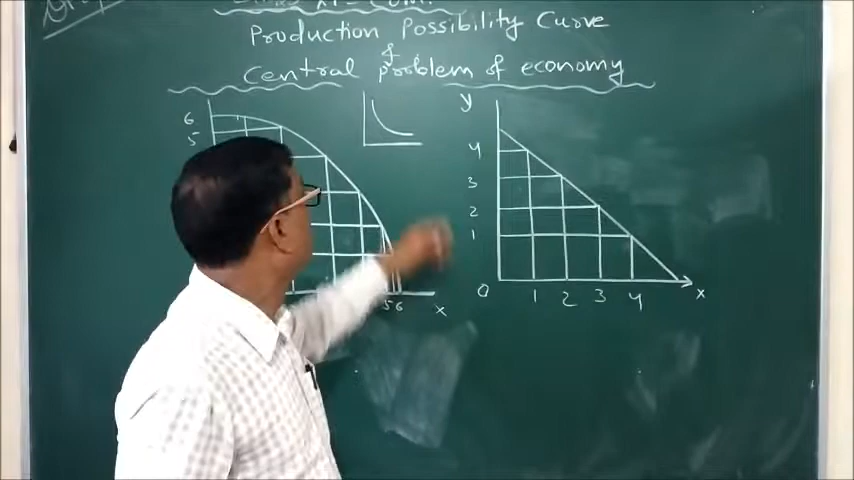 Production Possibility Curve
&
Central problem of economy
6
5
5 6
x
y
4
3
2
1
0
1 2 3 4
x